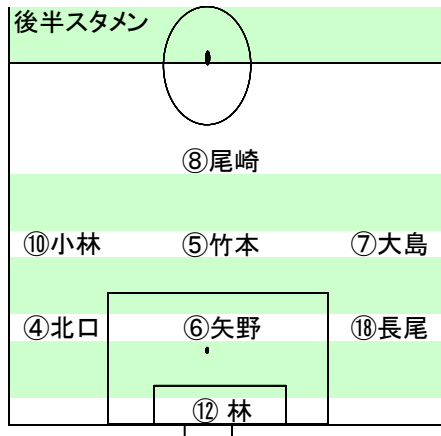 後半スタメン
⑧尾崎
⑩小林 ⑤竹本 ⑦大島
④北口 ⑥矢野 ⑱長尾
⑫ 林